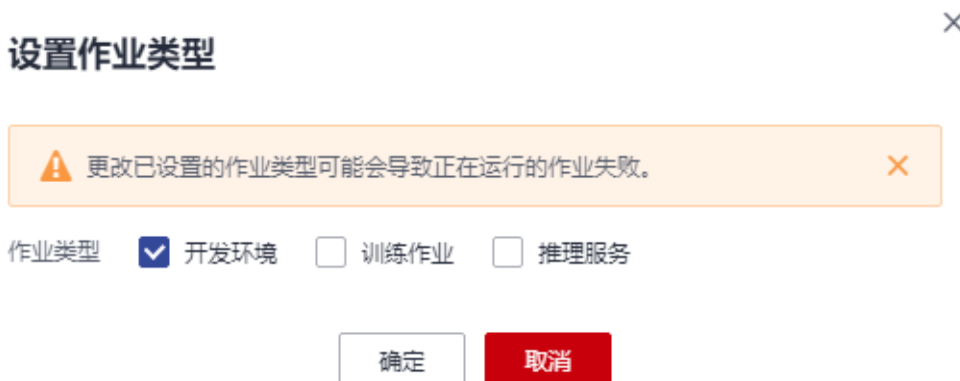 设置作业类型
更改已设置的作业类型可能会导致正在运行的作业失败。
作业类型 开发环境 训练作业 推理服务
确定 取消